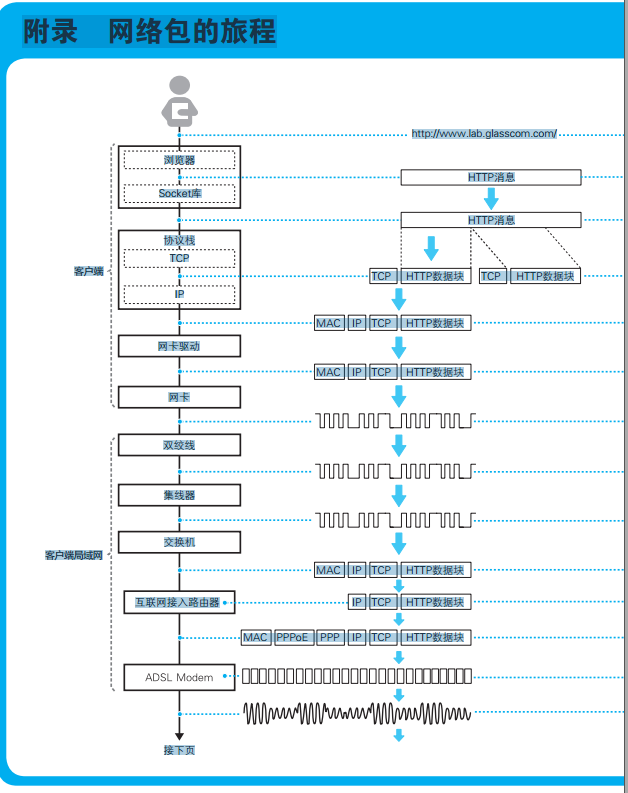 附录 网络包的旅程
http://www.lab.glasscom.com/
浏览器
HTTP消息
Socket库
HTTP消息
协议栈
TCP
客户端
TCP HTTP数据块 TCP HTTP数据块
IP
MAC IP TCP HTTP数据块
网卡驱动
MAC IP TCP HTTP数据块
网卡
双绞线
集线器
交换机
客户端局域网
MAC IP TCP HTTP数据块
互联网接入路由器
IP TCP HTTP数据块
MAC PPPoE PPP IP TCP HTTP数据块
ADSL Modem
接下页